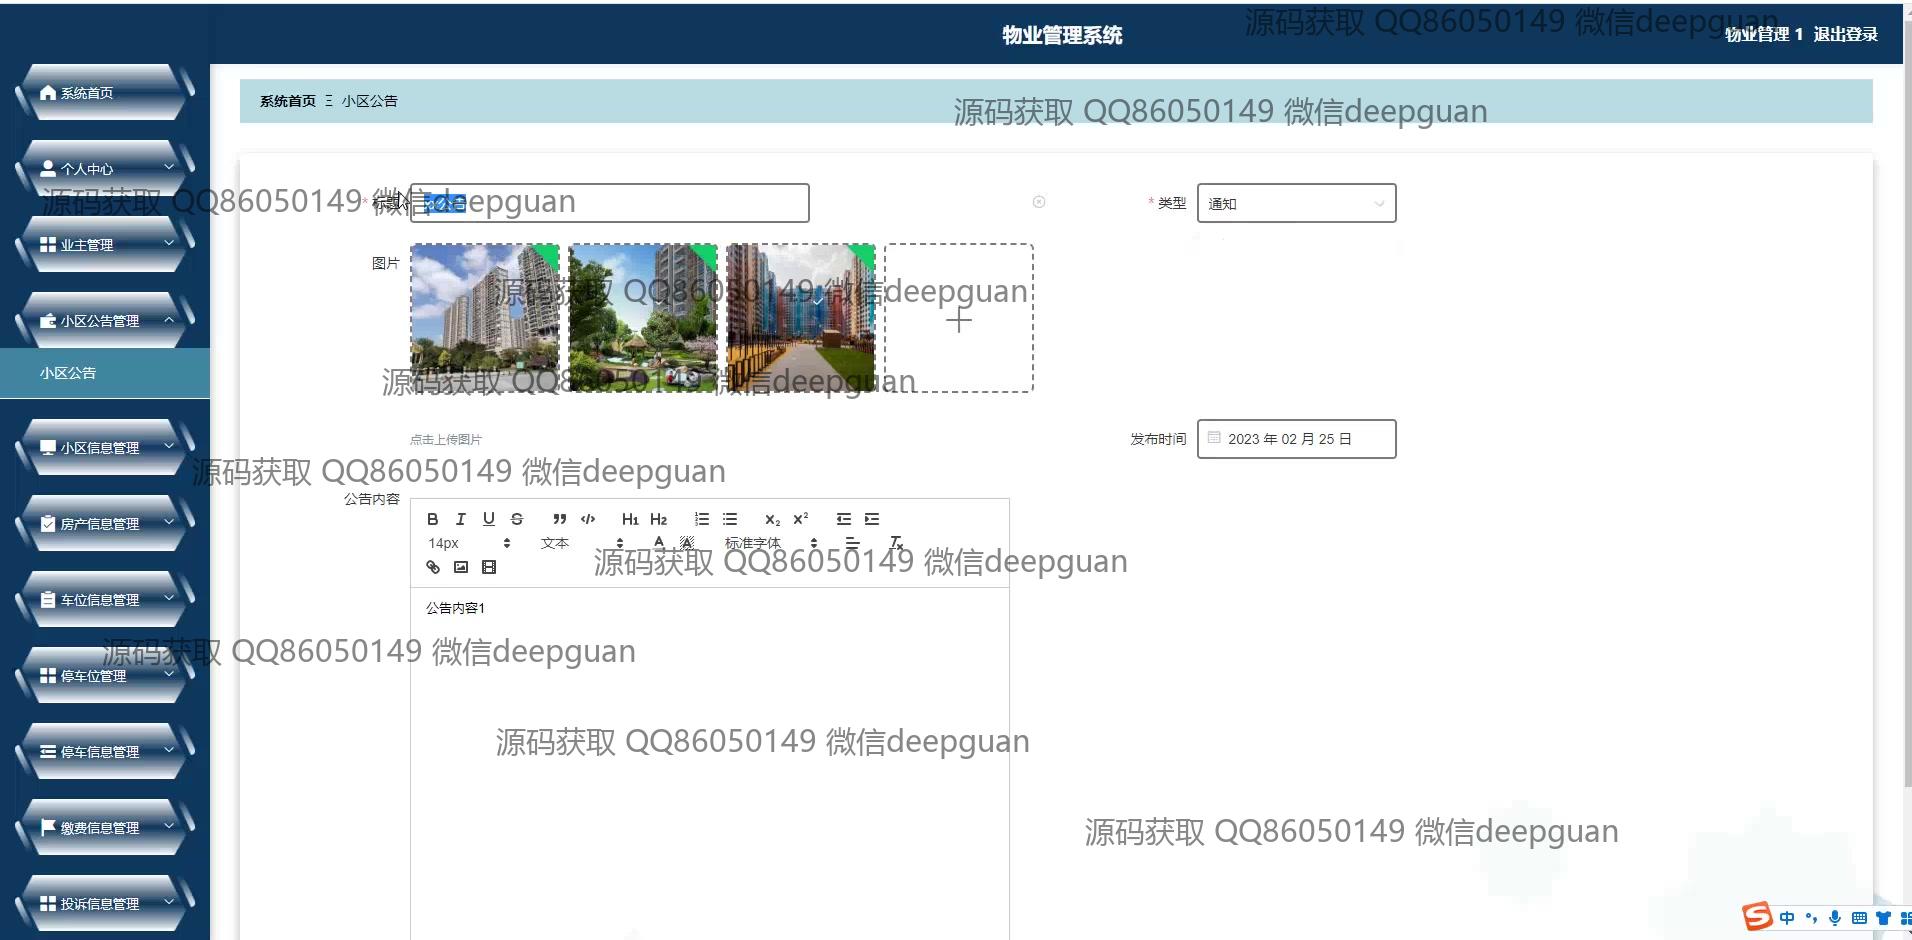 物业管理系统
源码获取 QQ86050149 微信deepguan
物业管理 1 退出登录
系统首页
系统首页 Ξ 小区公告
源码获取 QQ86050149 微信deepguan
个人中心
源码获取 QQ86050149 微信deepguan
* 标题
* 类型
通知
业主管理
图片
源码获取 QQ86050149 微信deepguan
小区公告管理
小区公告
源码获取 QQ86050149 微信deepguan
点击上传图片
发布时间
2023 年 02 月 25 日
小区信息管理
源码获取 QQ86050149 微信deepguan
公告内容
B I U S H1 H2 x₂ x²
房产信息管理
14px
文本
A A
标准字体
Tx
源码获取 QQ86050149 微信deepguan
车位信息管理
公告内容1
源码获取 QQ86050149 微信deepguan
停车位管理
源码获取 QQ86050149 微信deepguan
停车信息管理
缴费信息管理
源码获取 QQ86050149 微信deepguan
投诉信息管理
S 中